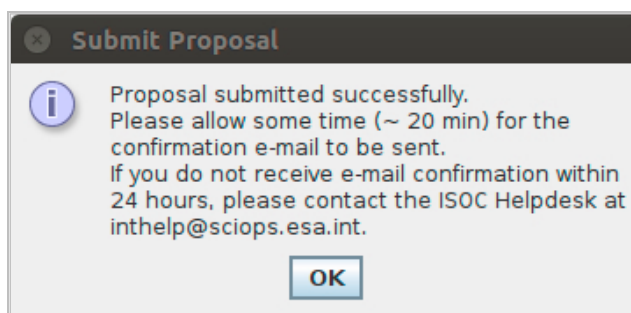 Submit Proposal
Proposal submitted successfully.
Please allow some time (~ 20 min) for the
confirmation e-mail to be sent.
If you do not receive e-mail confirmation within
24 hours, please contact the ISOC Helpdesk at
inthelp@sciops.esa.int.
OK